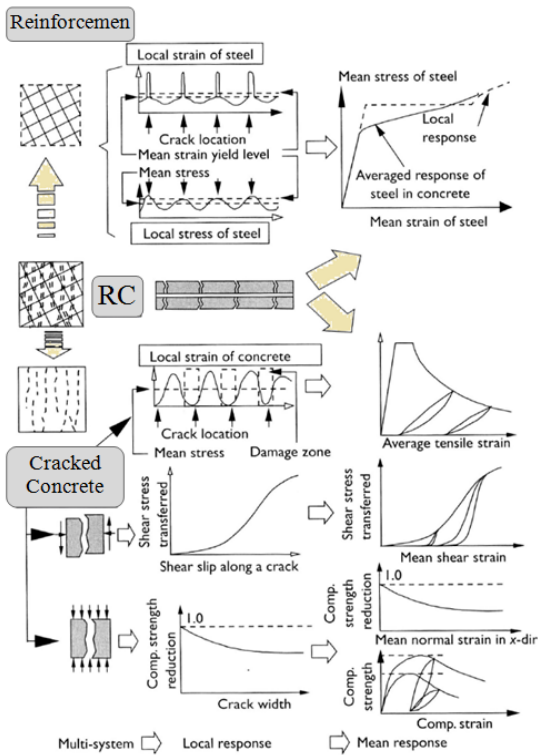 Reinforcemen
Local strain of steel
Crack location
Mean strain yield level
Mean stress
Local stress of steel
Mean stress of steel
Local
response
Averaged response of
steel in concrete
Mean strain of steel
RC
Local strain of concrete
Crack location
Mean stress
Damage zone
Average tensile strain
Cracked
Concrete
Shear stress
transferred
Shear slip along a crack
Shear stress
transferred
Mean shear strain
Comp. strength
reduction
1.0
Crack width
Comp.
strength
reduction
1.0
Mean normal strain in x-dir
Comp.
strength
Comp. strain
Multi-system
Local response
Mean response